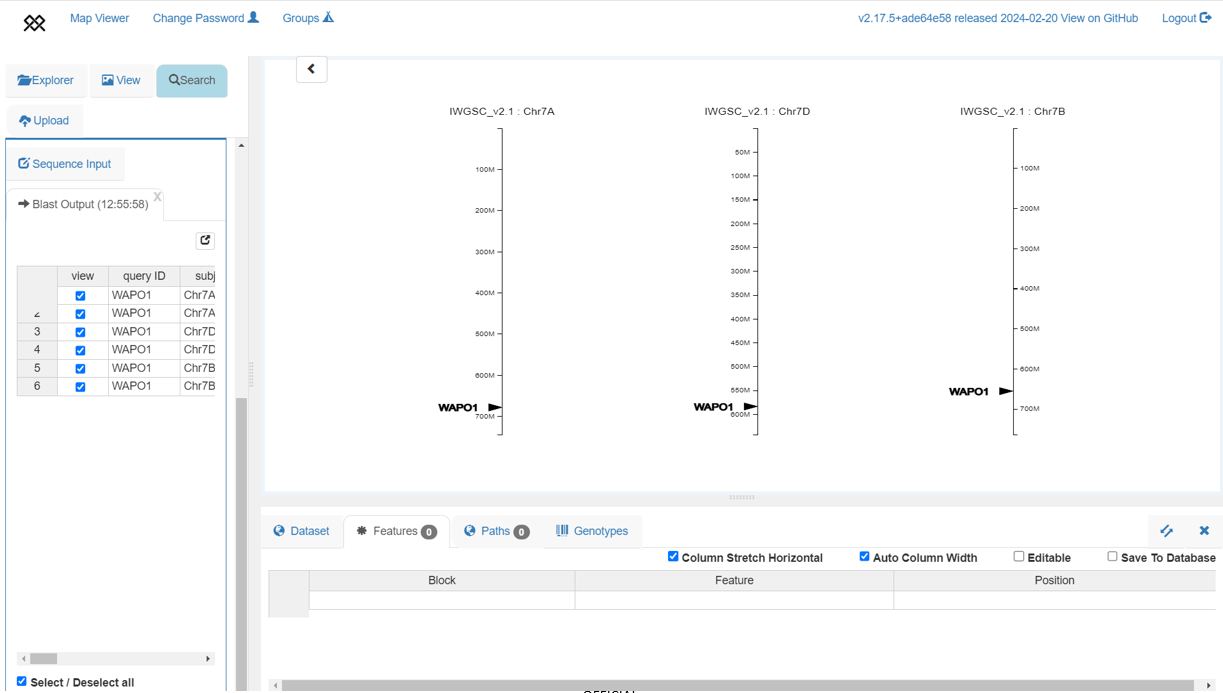 Map Viewer Change Password Groups v2.17.5+ade64e58 released 2024-02-20 View on GitHub Logout
Explorer View Search
Upload
Sequence Input
Blast Output (12:55:58) X
view query ID subj
WAPO1 Chr7A
2 WAPO1 Chr7A
3 WAPO1 Chr7D
4 WAPO1 Chr7D
5 WAPO1 Chr7B
6 WAPO1 Chr7B
Select / Deselect all
IWGSC_v2.1 : Chr7A
100M
200M
300M
400M
500M
600M
WAPO1
700M
IWGSC_v2.1 : Chr7D
50M
100M
150M
200M
250M
300M
350M
400M
450M
500M
550M
WAPO1
600M
IWGSC_v2.1 : Chr7B
100M
200M
300M
400M
500M
600M
WAPO1
700M
Dataset Features 0 Paths 0 Genotypes
Column Stretch Horizontal Auto Column Width Editable Save To Database
Block Feature Position
OFFICIAL